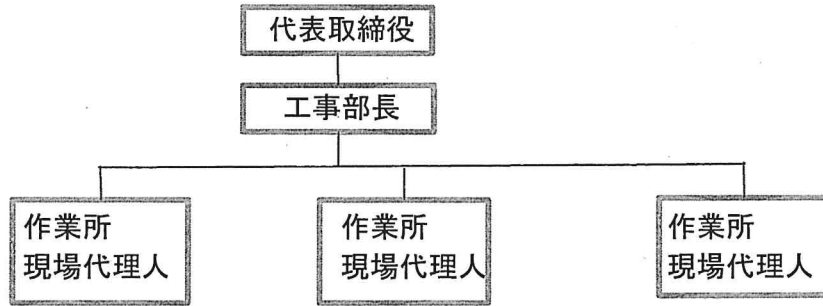 代表取締役
工事部長
作業所
現場代理人
作業所
現場代理人
作業所
現場代理人